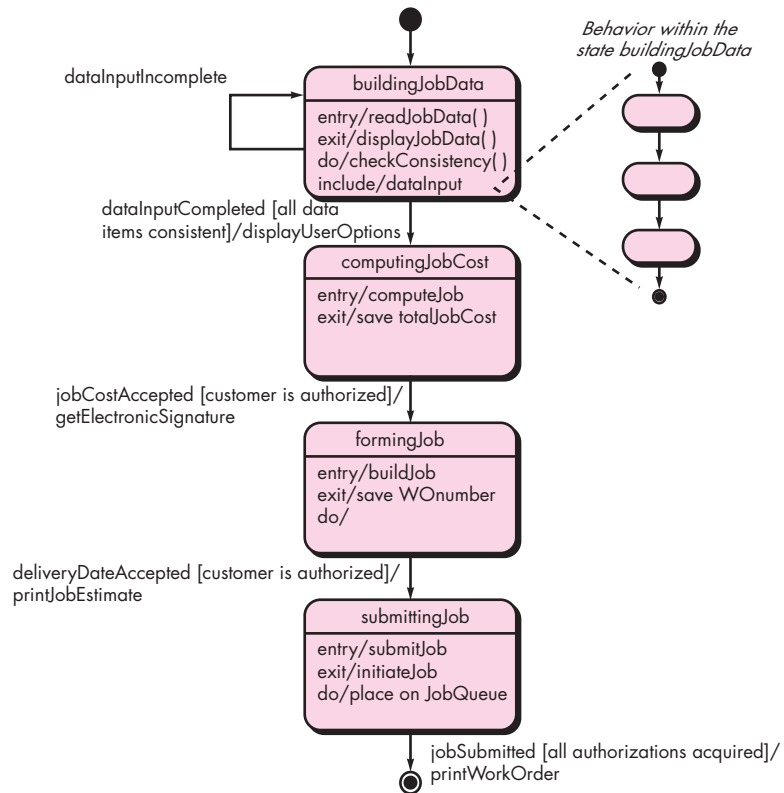 Behavior within the
state buildingJobData
dataInputIncomplete
buildingJobData
entry/readJobData( )
exit/displayJobData( )
do/checkConsistency( )
include/dataInput
dataInputCompleted [all data
items consistent]/displayUserOptions
computingJobCost
entry/computeJob
exit/save totalJobCost
jobCostAccepted [customer is authorized]/
getElectronicSignature
formingJob
entry/buildJob
exit/save WOnumber
do/
deliveryDateAccepted [customer is authorized]/
printJobEstimate
submittingJob
entry/submitJob
exit/initiateJob
do/place on JobQueue
jobSubmitted [all authorizations acquired]/
printWorkOrder